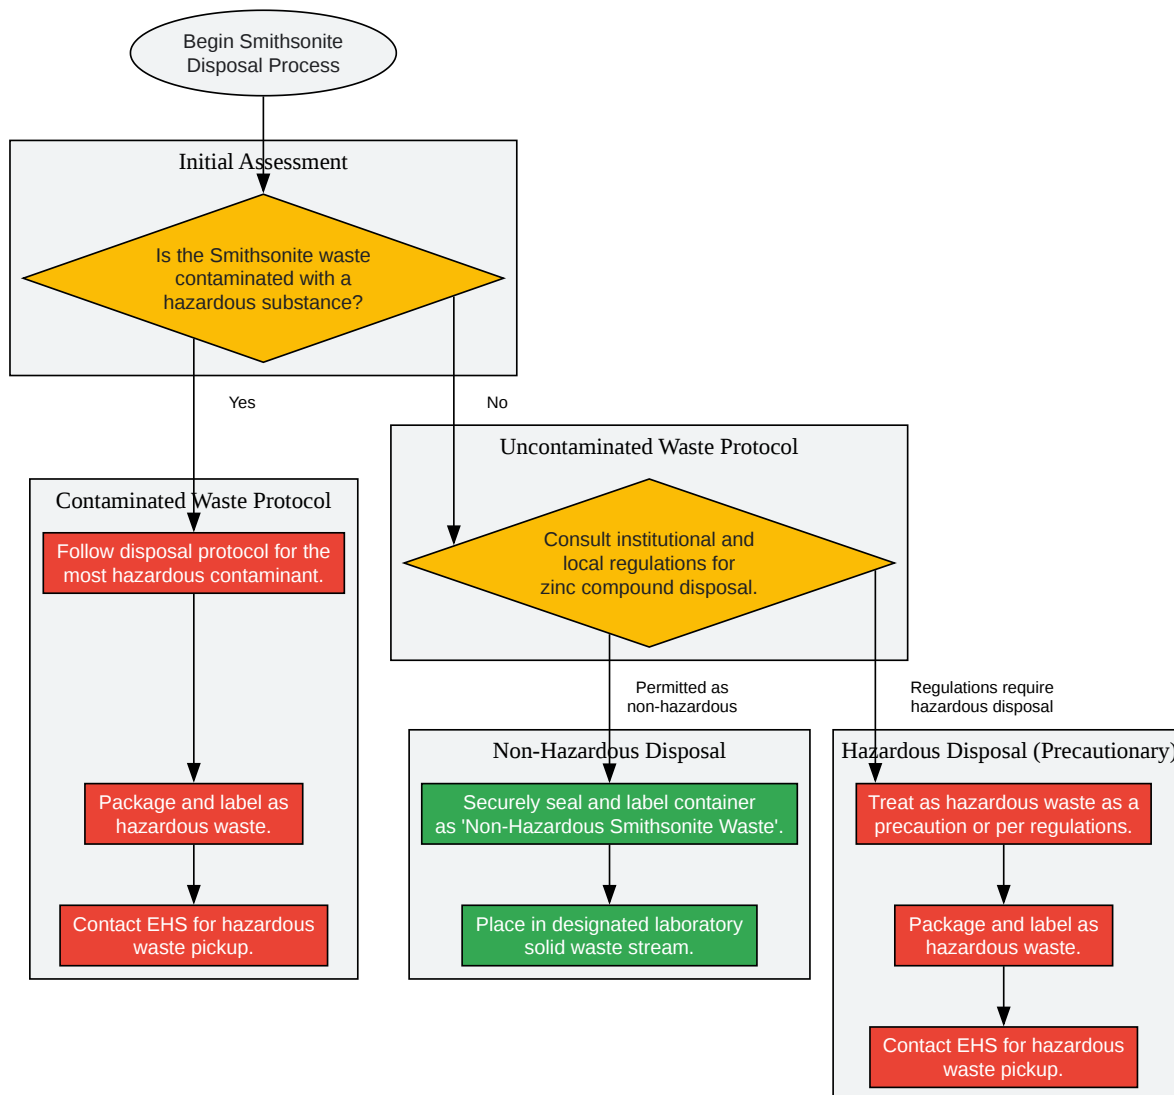 Begin Smithsonite
Disposal Process
Initial Assessment
Is the Smithsonite waste
contaminated with a
hazardous substance?
Yes
No
Uncontaminated Waste Protocol
Consult institutional and
local regulations for
zinc compound disposal.
Contaminated Waste Protocol
Follow disposal protocol for the
most hazardous contaminant.
Package and label as
hazardous waste.
Contact EHS for hazardous
waste pickup.
Permitted as
non-hazardous
Regulations require
hazardous disposal
Non-Hazardous Disposal
Securely seal and label container
as 'Non-Hazardous Smithsonite Waste'.
Place in designated laboratory
solid waste stream.
Hazardous Disposal (Precautionary)
Treat as hazardous waste as a
precaution or per regulations.
Package and label as
hazardous waste.
Contact EHS for hazardous
waste pickup.